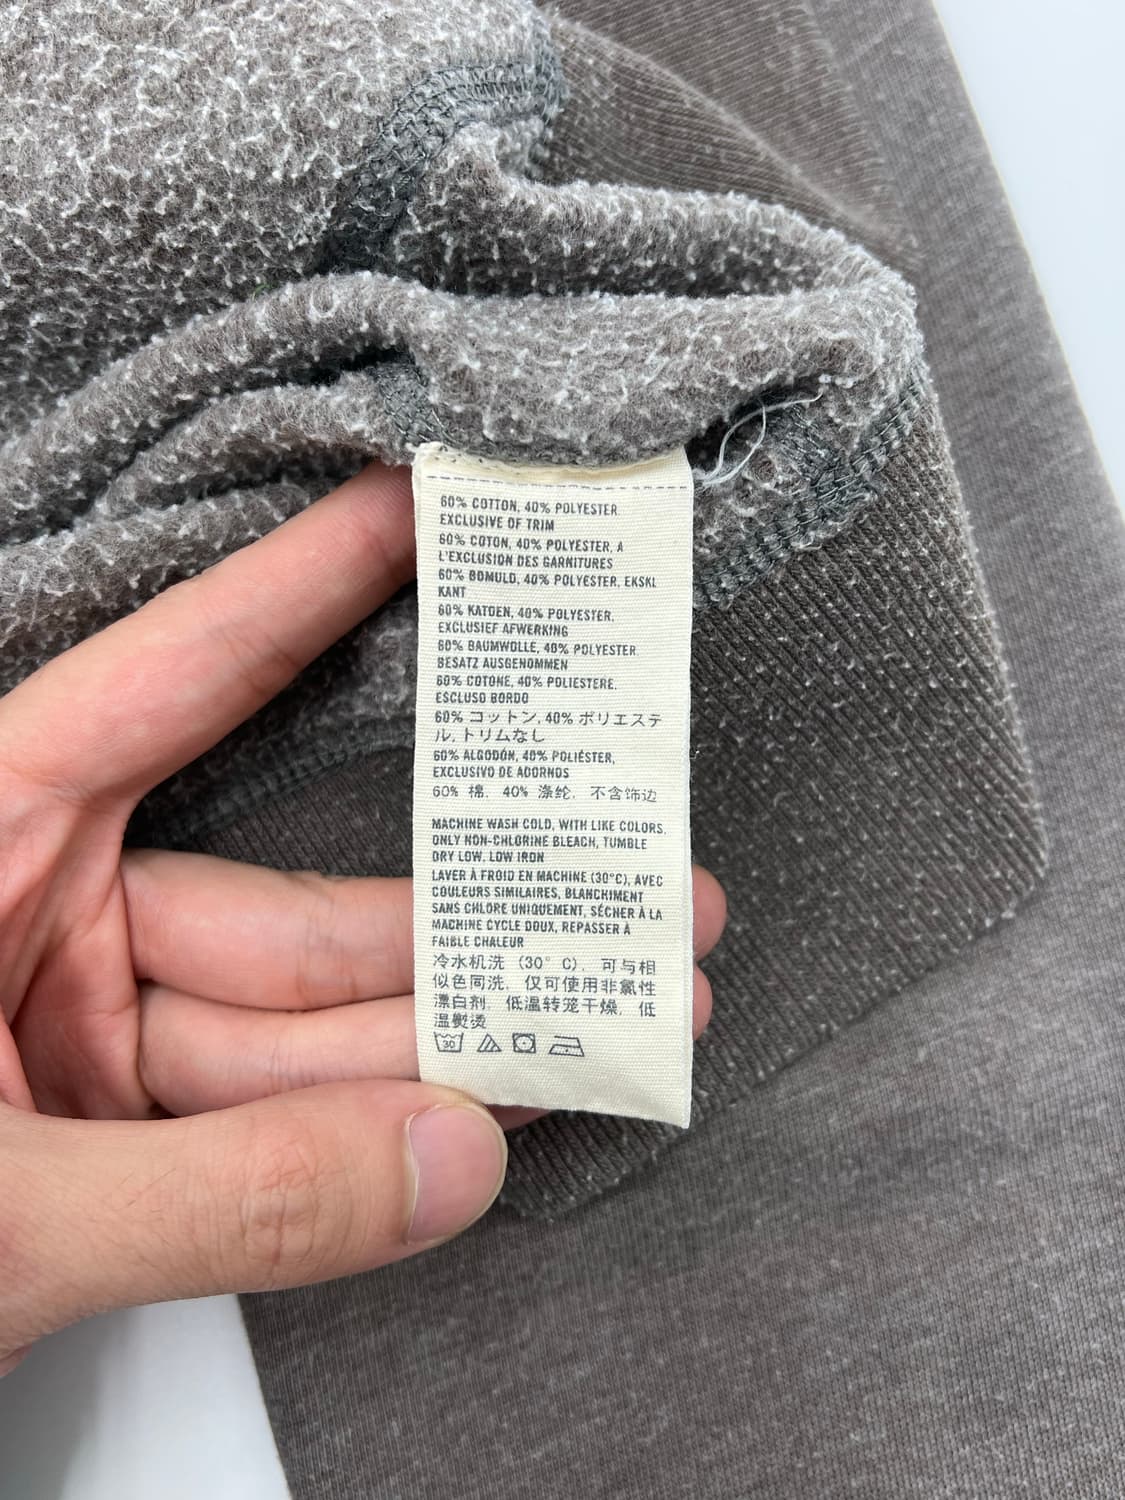 60% COTTON, 40% POLYESTER
EXCLUSIVE OF TRIM
60% COTON, 40% POLYESTER, A
L'EXCLUSION DES GARNITURES
60% BOMULD, 40% POLYESTER, EKSKL
KANT
60% KATOEN, 40% POLYESTER,
EXCLUSIEF AFWERKING
60% BAUMWOLLE, 40% POLYESTER
BESATZ AUSGENOMMEN
60% COTONE, 40% POLIESTERE,
ESCLUSO BORDO
60% コットン, 40% ポリエステ
ル, トリムなし
60% ALGODÓN, 40% POLIÉSTER,
EXCLUSIVO DE ADORNOS
60% 棉, 40% 涤纶, 不含饰边
MACHINE WASH COLD, WITH LIKE COLORS,
ONLY NON-CHLORINE BLEACH, TUMBLE
DRY LOW, LOW IRON
LAVER À FROID EN MACHINE (30°C), AVEC
COULEURS SIMILAIRES, BLANCHIMENT
SANS CHLORE UNIQUEMENT, SÉCHER À LA
MACHINE CYCLE DOUX, REPASSER À
FAIBLE CHALEUR
冷水机洗 (30° C), 可与相
似色同洗, 仅可使用非氯性
漂白剂, 低温转笼干燥, 低
温熨烫
30